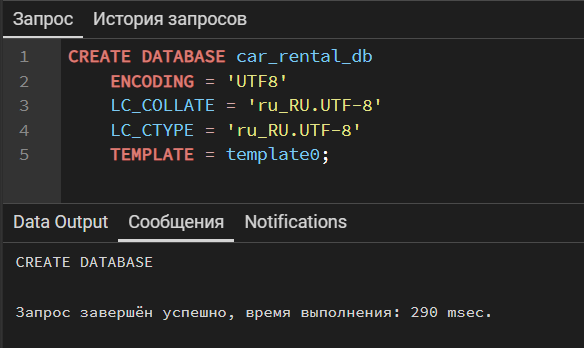 Запрос История запросов
1 CREATE DATABASE car_rental_db
2 ENCODING = 'UTF8'
3 LC_COLLATE = 'ru_RU.UTF-8'
4 LC_CTYPE = 'ru_RU.UTF-8'
5 TEMPLATE = template0;
Data Output Сообщения Notifications
CREATE DATABASE
Запрос завершён успешно, время выполнения: 290 msec.